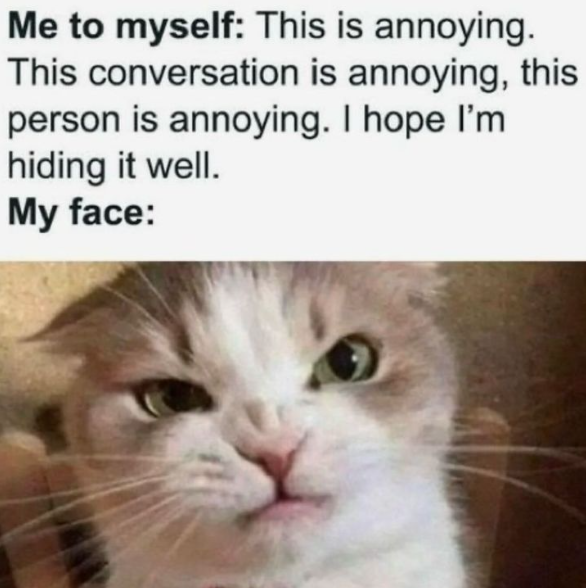 Me to myself: This is annoying.
This conversation is annoying, this
person is annoying. I hope I’m
hiding it well.
My face: